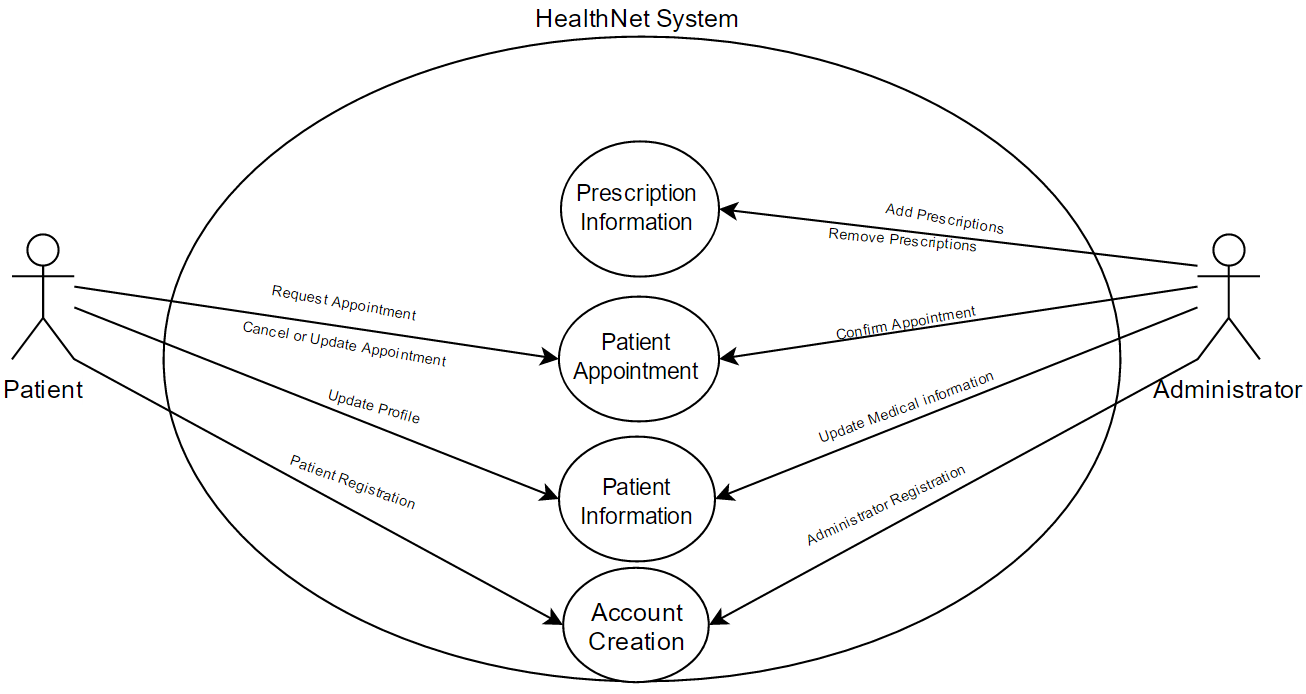 HealthNet System
Prescription
Information
Add Prescriptions
Remove Prescriptions
Request Appointment
Cancel or Update Appointment
Patient
Appointment
Confirm Appointment
Patient
Administrator
Update Profile
Update Medical information
Patient
Information
Patient Registration
Administrator Registration
Account
Creation